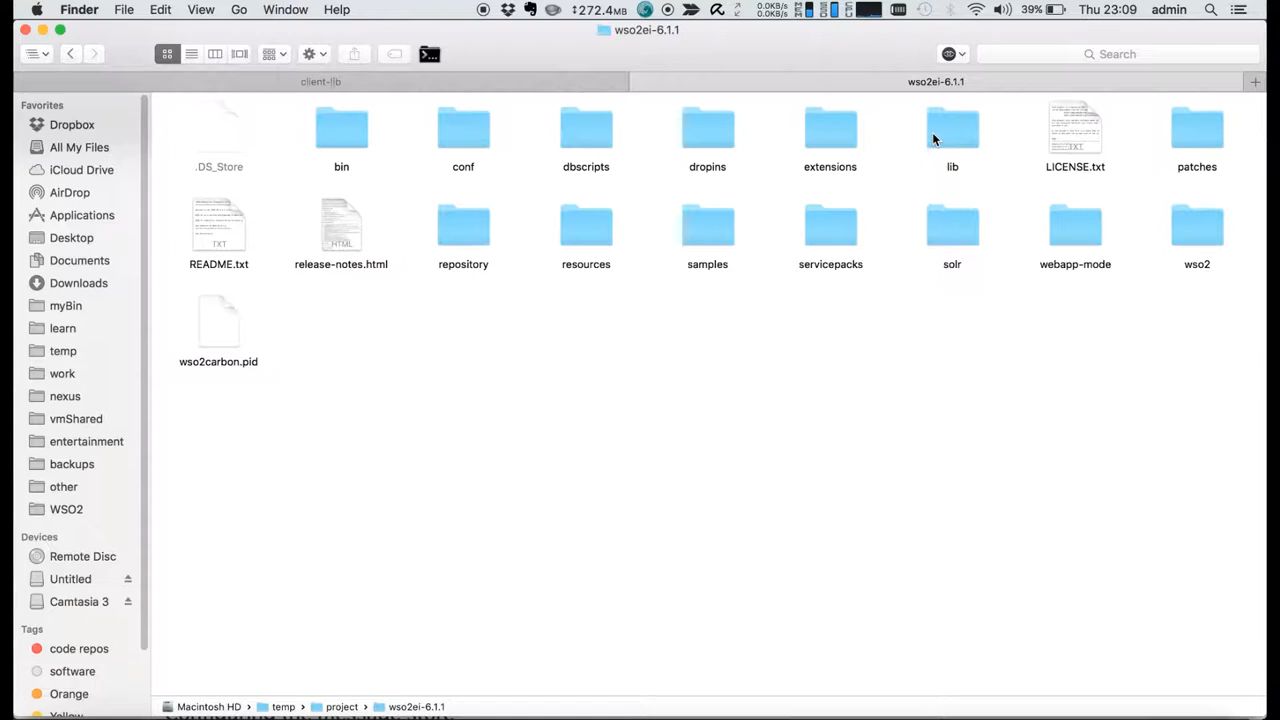 Finder File Edit View Go Window Help ±272.4MB 0.0KB/s 0.0KB/s 39% Thu 23:09 admin
wso2ei-6.1.1
Search
client-lib wso2ei-6.1.1
Favorites
Dropbox
All My Files
iCloud Drive
AirDrop
Applications
Desktop
Documents
Downloads
myBin
learn
temp
work
nexus
vmShared
entertainment
backups
other
WSO2
Devices
Remote Disc
Untitled
Camtasia 3
Tags
code repos
software
Orange
Yellow
.DS_Store bin conf dbscripts dropins extensions lib LICENSE.txt patches
TXT
README.txt release-notes.html repository resources samples servicepacks solr webapp-mode wso2
TXT HTML
wso2carbon.pid
Macintosh HD temp project wso2ei-6.1.1